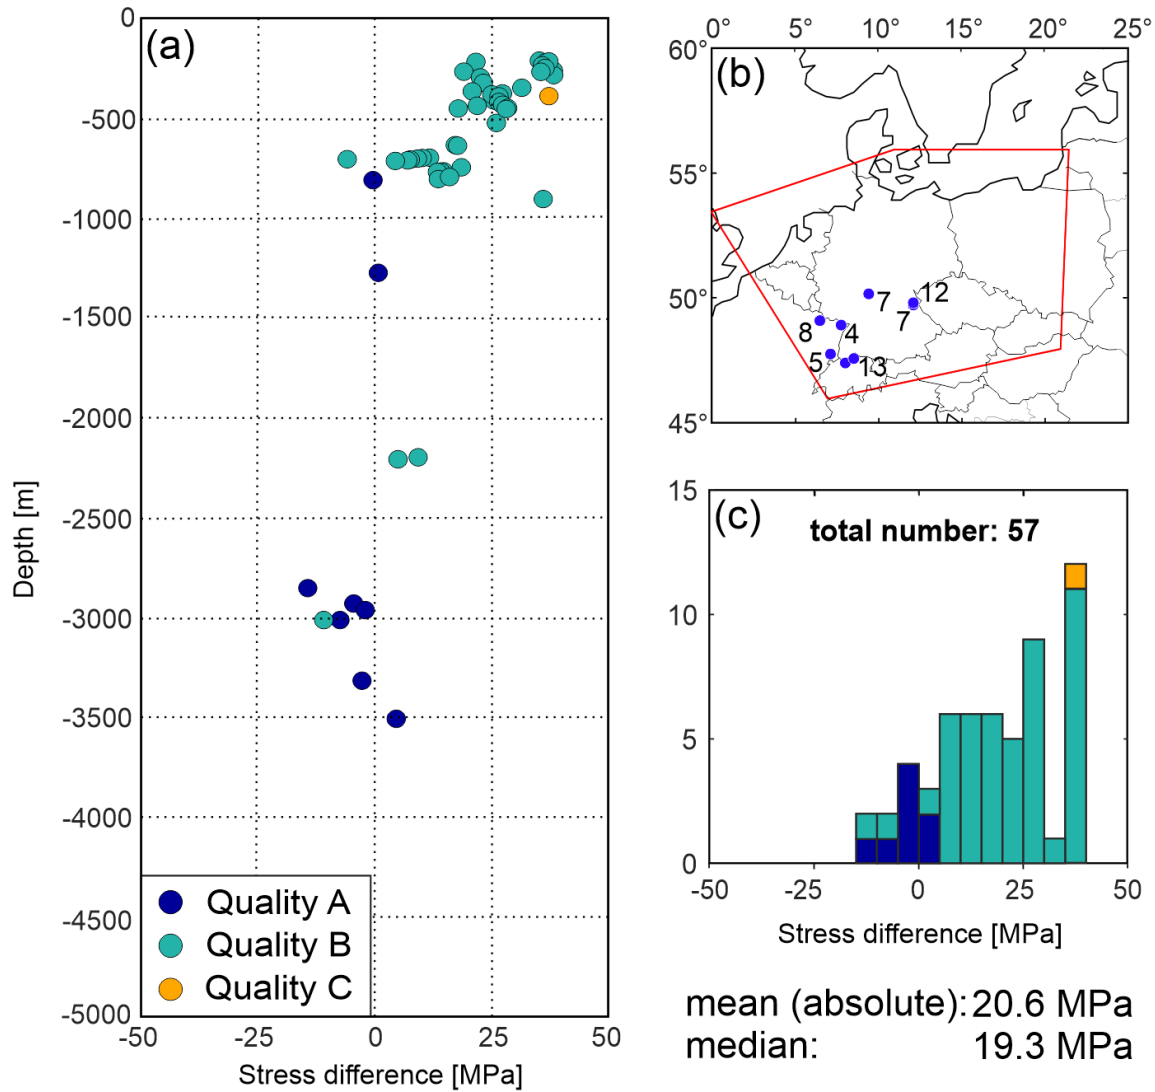 (a)
0
-500
-1000
-1500
-2000
-2500
-3000
-3500
-4000
-4500
-5000
Depth [m]
Quality A
Quality B
Quality C
-50 -25 0 25 50
Stress difference [MPa]
0° 5° 10° 15° 20° 25°
(b)
60°
55°
50°
45°
12
7
7
8
4
5
13
(c)
total number: 57
15
10
5
0
-50 -25 0 25 50
Stress difference [MPa]
mean (absolute): 20.6 MPa
median: 19.3 MPa